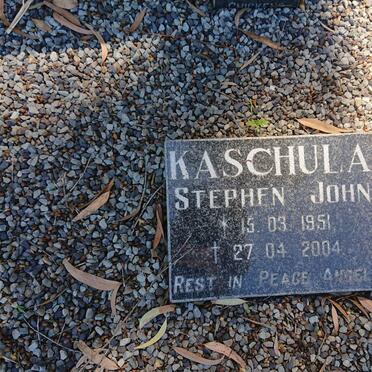 KASCHULA
STEPHEN JOHN
* 15.03.1951
† 27.04.2004
REST IN PEACE ANGEL